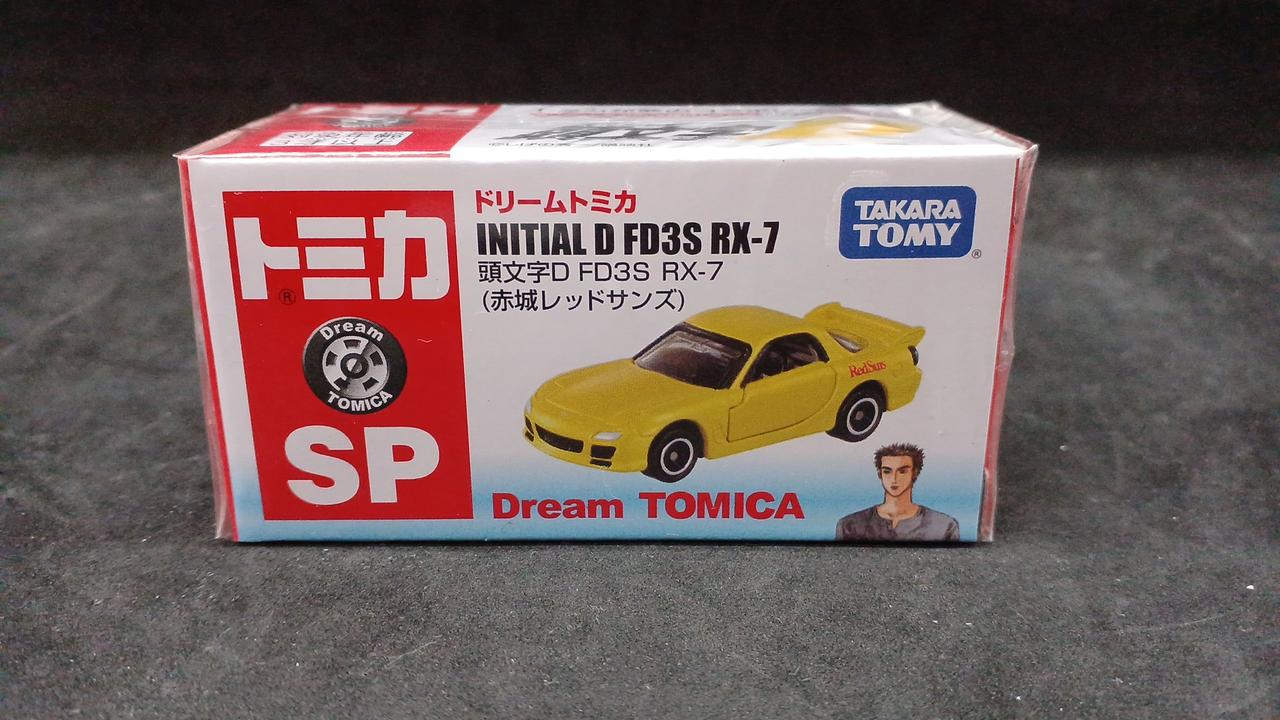 トミカ
®
Dream
TOMICA
SP
ドリームトミカ
INITIAL D FD3S RX-7
頭文字D FD3S RX-7
(赤城レッドサンズ)
TAKARA
TOMY
®
RedSuns
Dream TOMICA